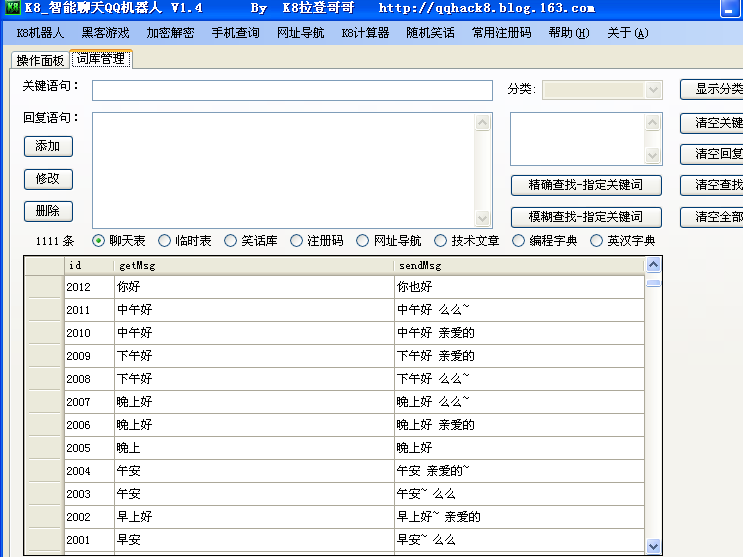 K8_智能聊天QQ机器人 V1.4 By K8拉登哥哥 http://qqhack8.blog.163.com
K8机器人 黑客游戏 加密解密 手机查询 网址导航 K8计算器 随机笑话 常用注册码 帮助(H) 关于(A)
操作面板 词库管理
关键语句: 分类: 显示分类
回复语句: 清空关键
添加 清空回复
修改 精确查找-指定关键词 清空查找
删除 模糊查找-指定关键词 清空全部
1111 条 聊天表 临时表 笑话库 注册码 网址导航 技术文章 编程字典 英汉字典
id getMsg sendMsg
2012 你好 你也好
2011 中午好 中午好 么么~
2010 中午好 中午好 亲爱的
2009 下午好 下午好 亲爱的
2008 下午好 下午好 么么~
2007 晚上好 晚上好 么么~
2006 晚上好 晚上好 亲爱的
2005 晚上 晚上好
2004 午安 午安 亲爱的~
2003 午安 午安~ 么么
2002 早上好 早上好~ 亲爱的
2001 早安 早安~ 么么